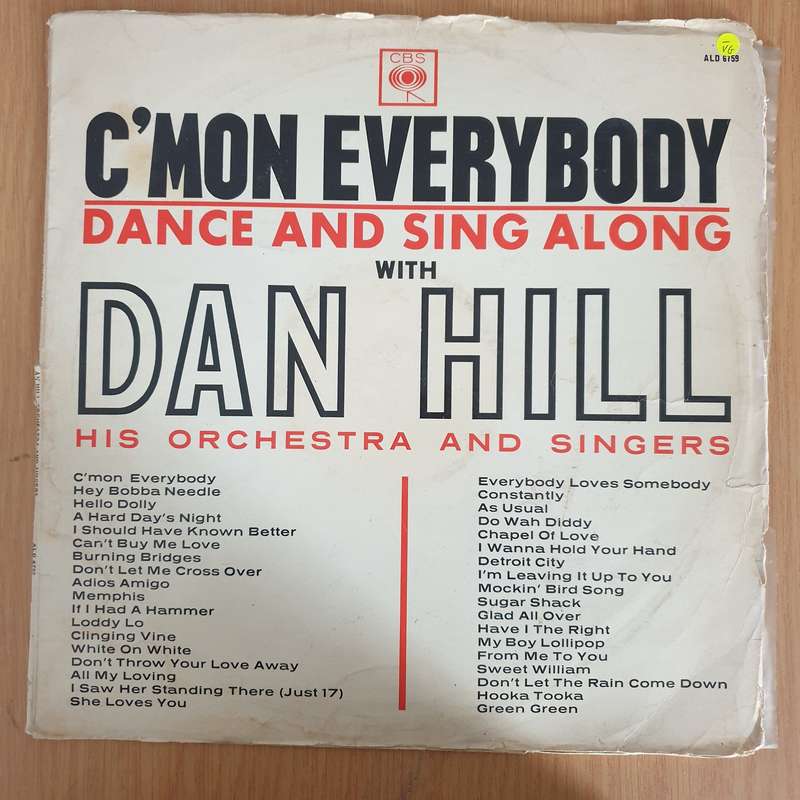 CBS
VG
ALD 6759
C'MON EVERYBODY
DANCE AND SING ALONG
WITH
DAN HILL
HIS ORCHESTRA AND SINGERS
C'mon Everybody
Hey Bobba Needle
Hello Dolly
A Hard Day's Night
I Should Have Known Better
Can't Buy Me Love
Burning Bridges
Don't Let Me Cross Over
Adios Amigo
Memphis
If I Had A Hammer
Loddy Lo
Clinging Vine
White On White
Don't Throw Your Love Away
All My Loving
I Saw Her Standing There (Just 17)
She Loves You
Everybody Loves Somebody
Constantly
As Usual
Do Wah Diddy
Chapel Of Love
I Wanna Hold Your Hand
Detroit City
I'm Leaving It Up To You
Mockin' Bird Song
Sugar Shack
Glad All Over
Have I The Right
My Boy Lollipop
From Me To You
Sweet William
Don't Let The Rain Come Down
Hooka Tooka
Green Green